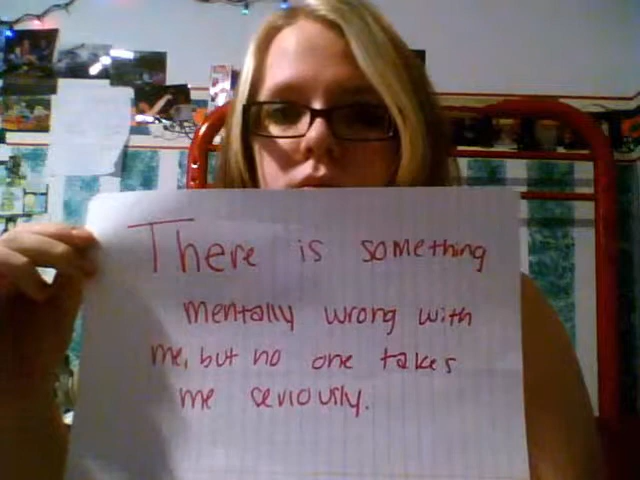 There is something
mentally wrong with
me, but no one takes
me seriously.